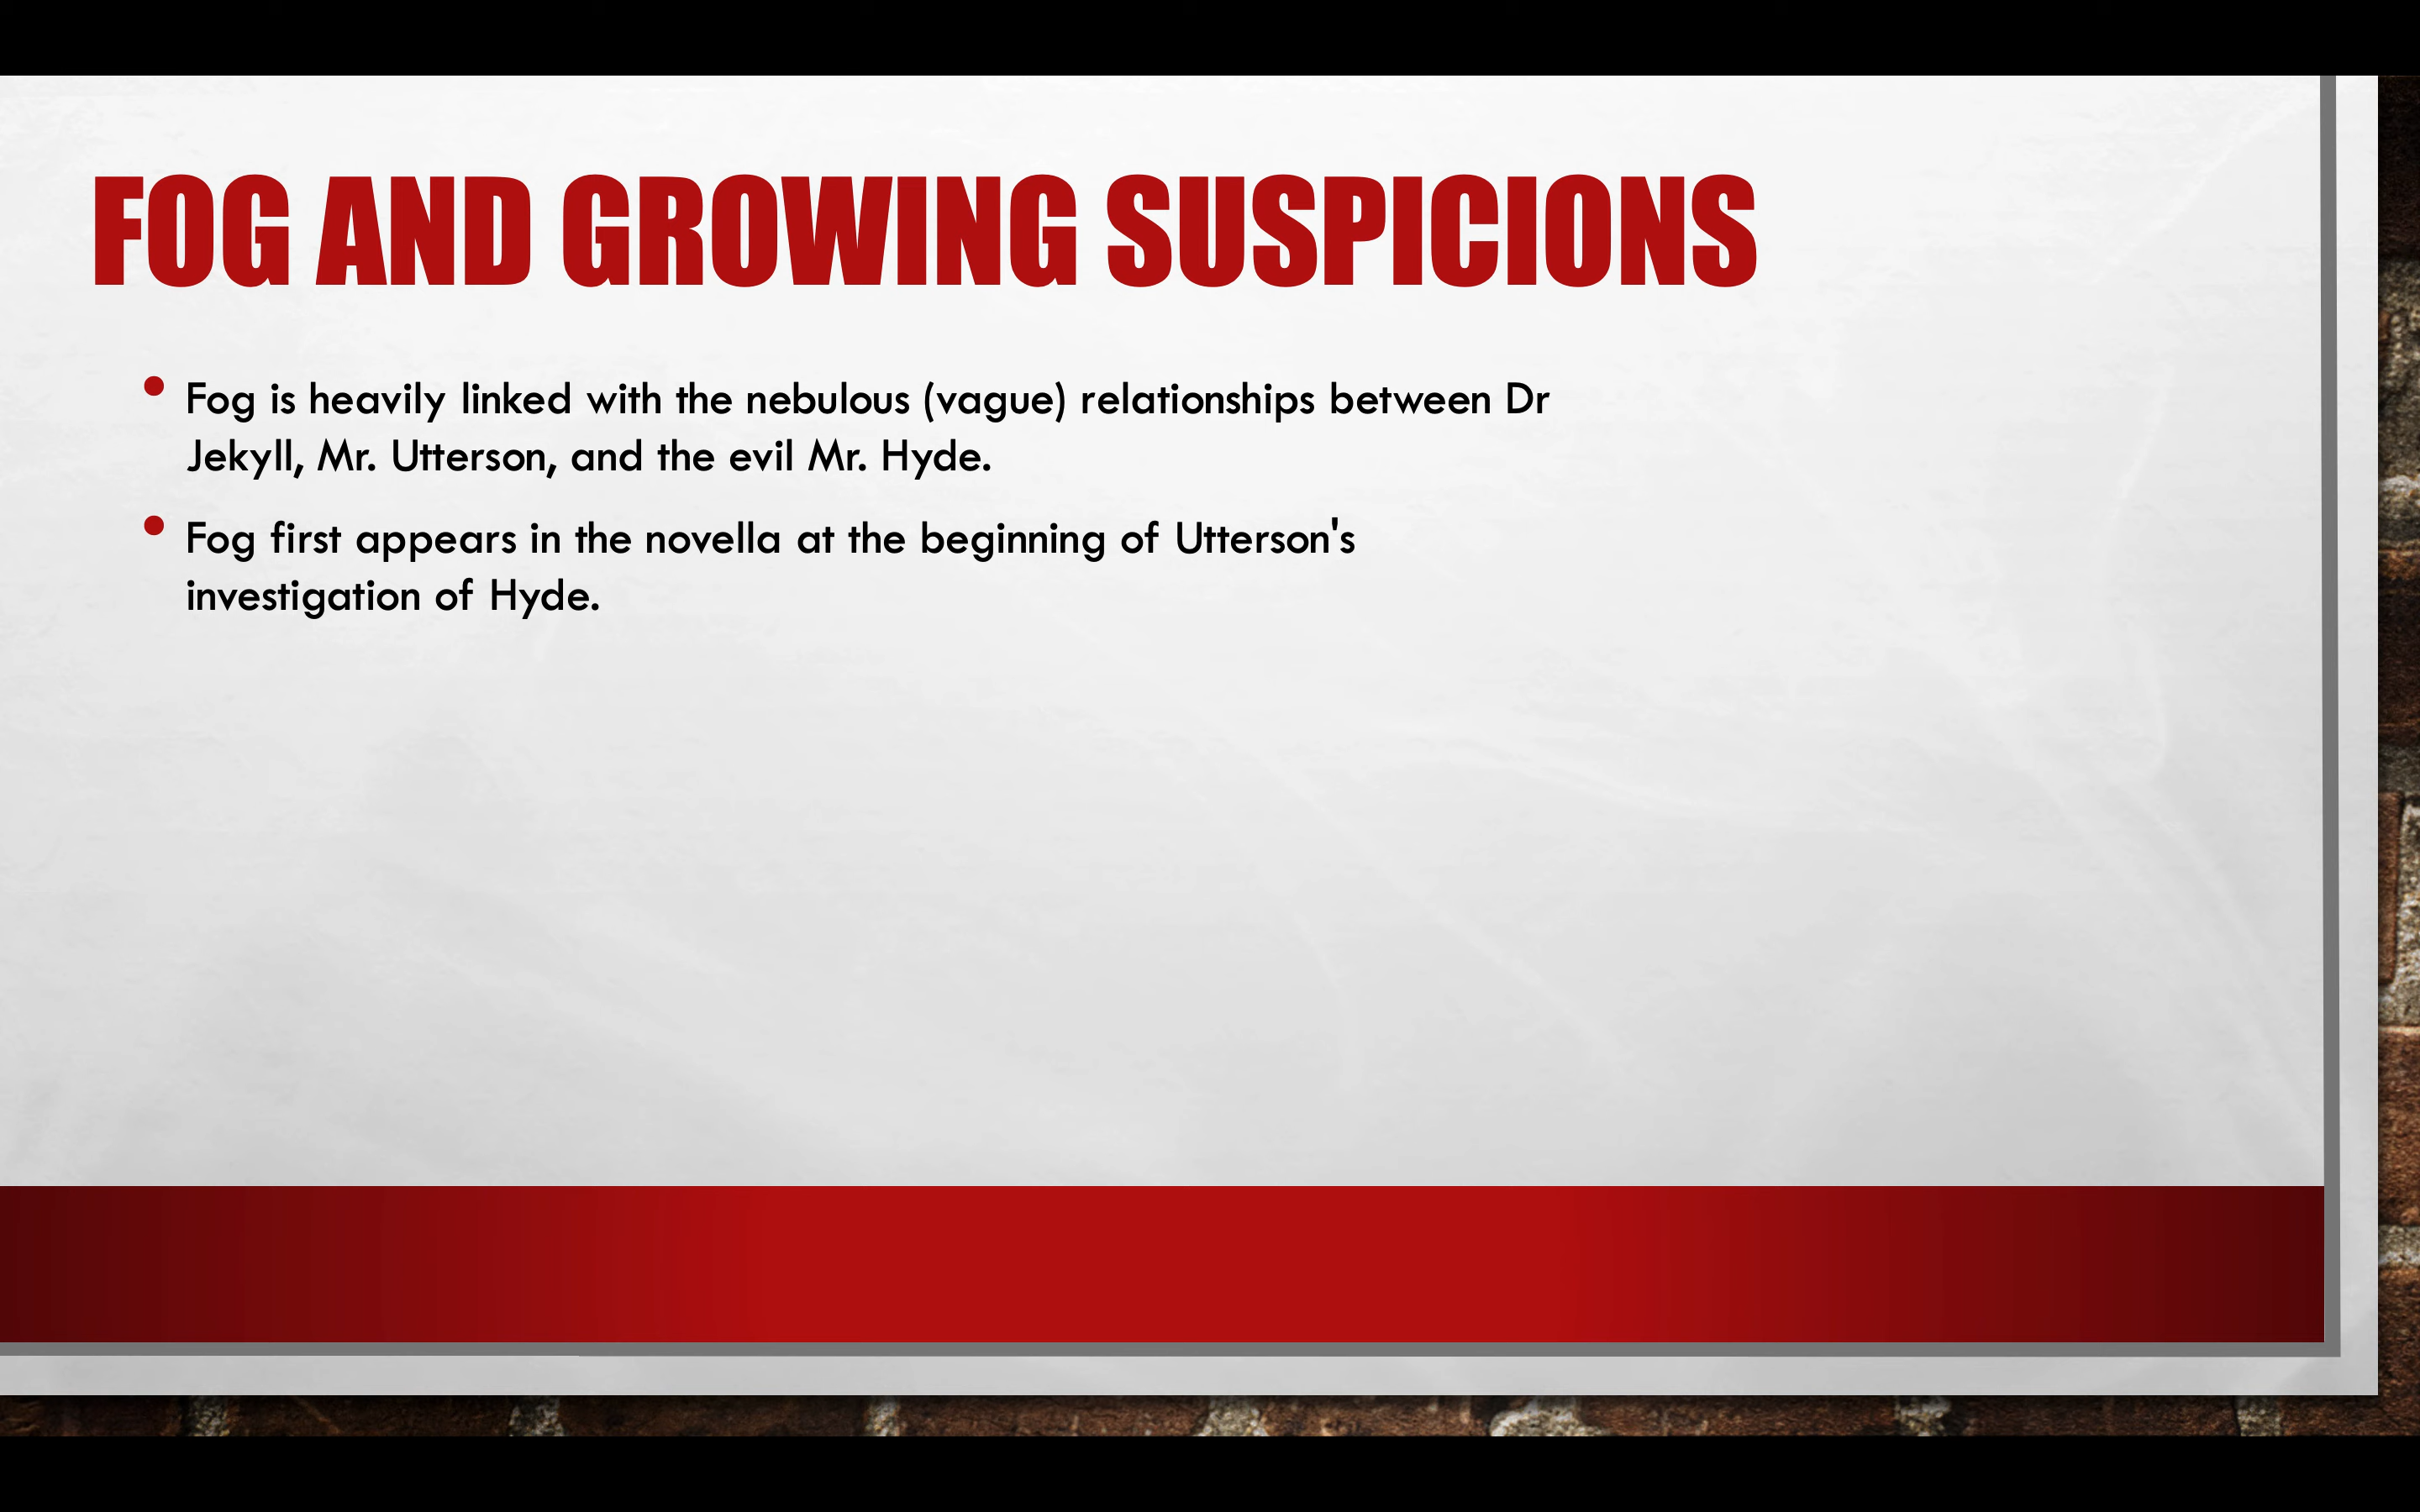 FOG AND GROWING SUSPICIONS
• Fog is heavily linked with the nebulous (vague) relationships between Dr
Jekyll, Mr. Utterson, and the evil Mr. Hyde.
• Fog first appears in the novella at the beginning of Utterson's
investigation of Hyde.